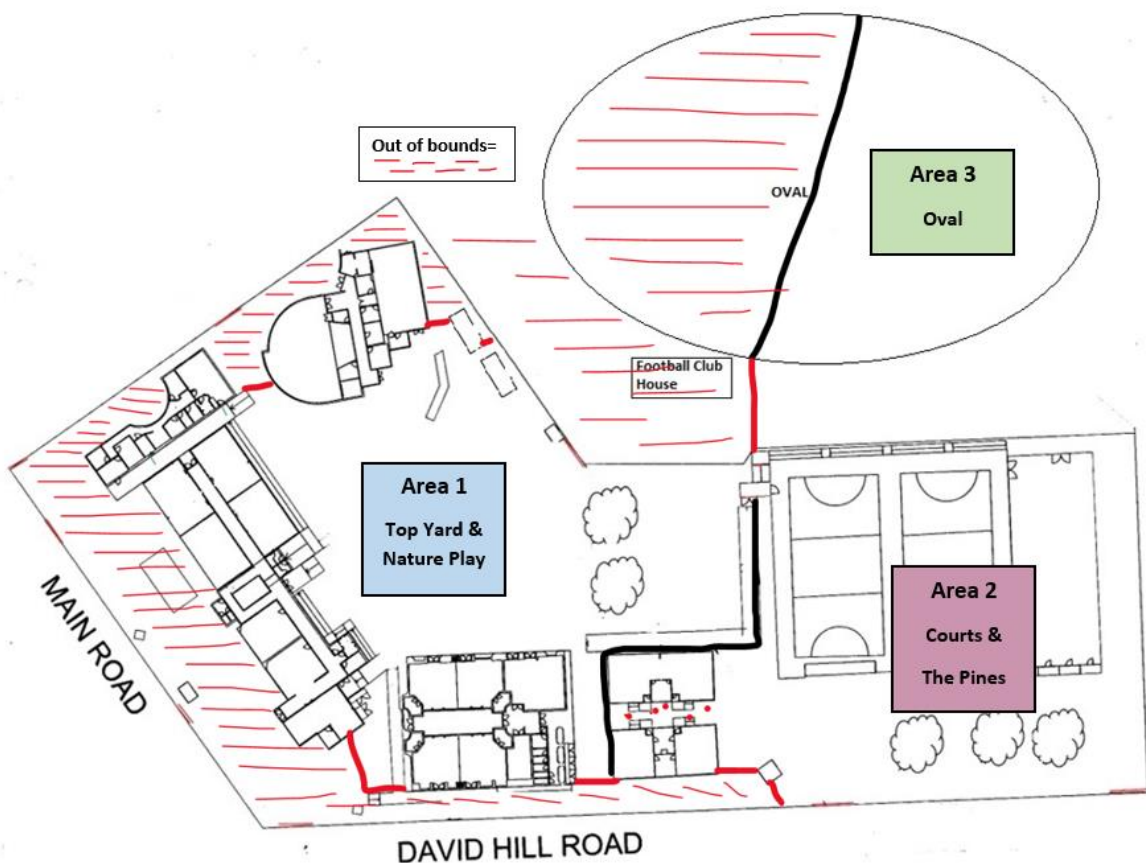 Out of bounds=
OVAL
Area 3
Oval
Football Club
House
Area 1
Top Yard &
Nature Play
Area 2
Courts &
The Pines
MAIN ROAD
DAVID HILL ROAD